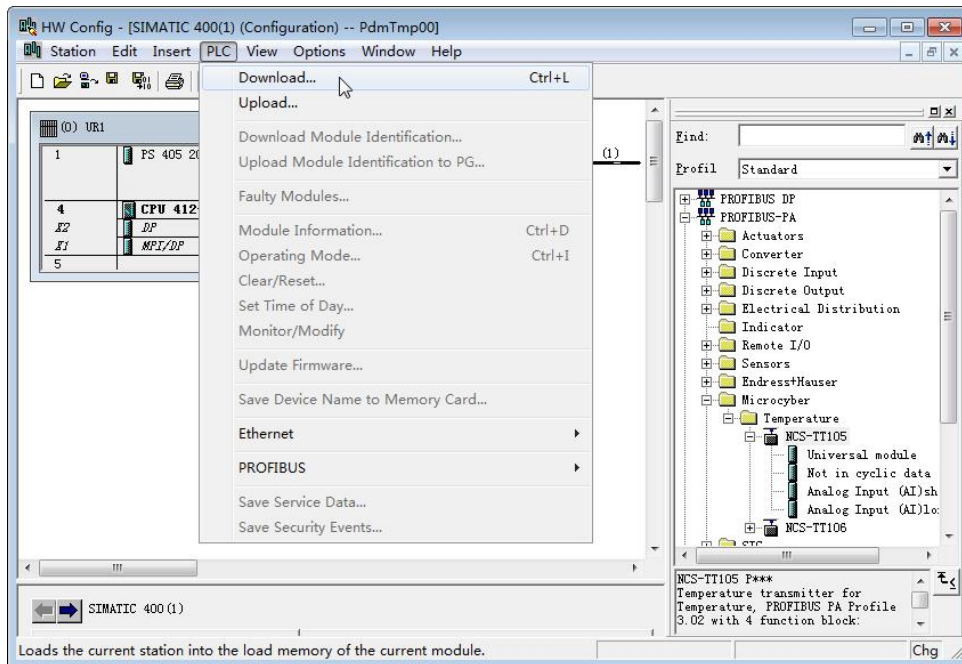 HW Config - [SIMATIC 400(1) (Configuration) -- PdmTmp00]
Station Edit Insert PLC View Options Window Help
Download... Ctrl+L
Upload...
Download Module Identification...
Upload Module Identification to PG...
Faulty Modules...
Module Information... Ctrl+D
Operating Mode... Ctrl+I
Clear/Reset...
Set Time of Day...
Monitor/Modify
Update Firmware...
Save Device Name to Memory Card...
Ethernet
PROFIBUS
Save Service Data...
Save Security Events...
(0) UR1
1 PS 405 20
4 CPU 412-
X2 DP
X1 MPI/DP
5
(1)
Find:
Profil Standard
PROFIBUS DP
PROFIBUS-PA
Actuators
Converter
Discrete Input
Discrete Output
Electrical Distribution
Indicator
Remote I/O
Sensors
Endress+Hauser
Microcyber
Temperature
NCS-TT105
Universal module
Not in cyclic data
Analog Input (AI)sh
Analog Input (AI)lo
NCS-TT106
STG
NCS-TT105 P***
Temperature transmitter for
Temperature, PROFIBUS PA Profile
3.02 with 4 function block:
SIMATIC 400(1)
Loads the current station into the load memory of the current module.
Chg